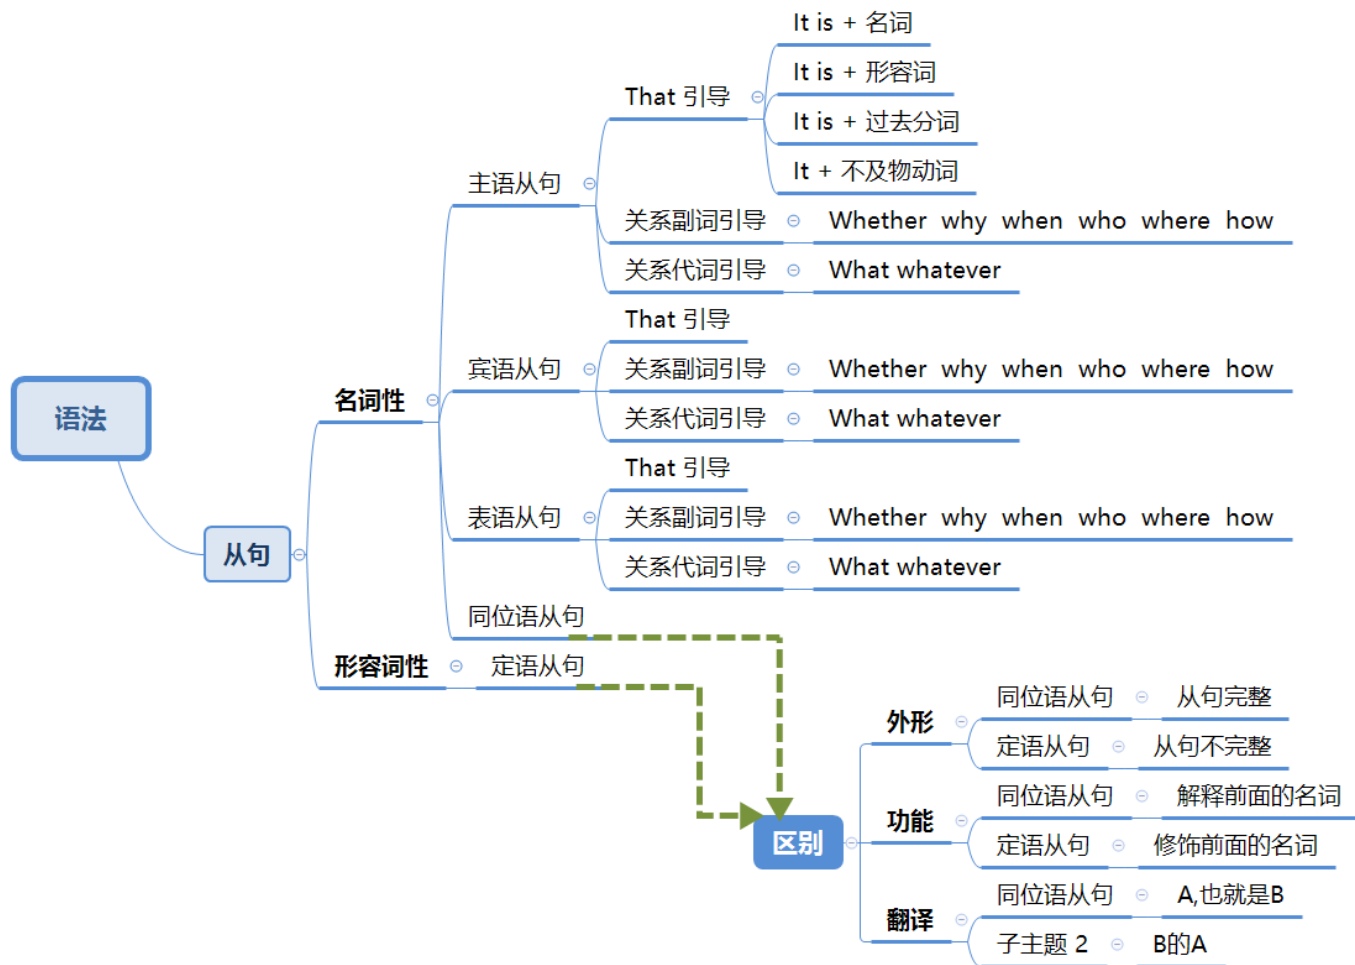 语法
从句
名词性
主语从句
That 引导
It is + 名词
It is + 形容词
It is + 过去分词
It + 不及物动词
关系副词引导
Whether why when who where how
关系代词引导
What whatever
宾语从句
That 引导
关系副词引导
Whether why when who where how
关系代词引导
What whatever
表语从句
That 引导
关系副词引导
Whether why when who where how
关系代词引导
What whatever
同位语从句
形容词性
定语从句
区别
外形
同位语从句
从句完整
定语从句
从句不完整
功能
同位语从句
解释前面的名词
定语从句
修饰前面的名词
翻译
同位语从句
A,也就是B
子主题 2
B的A